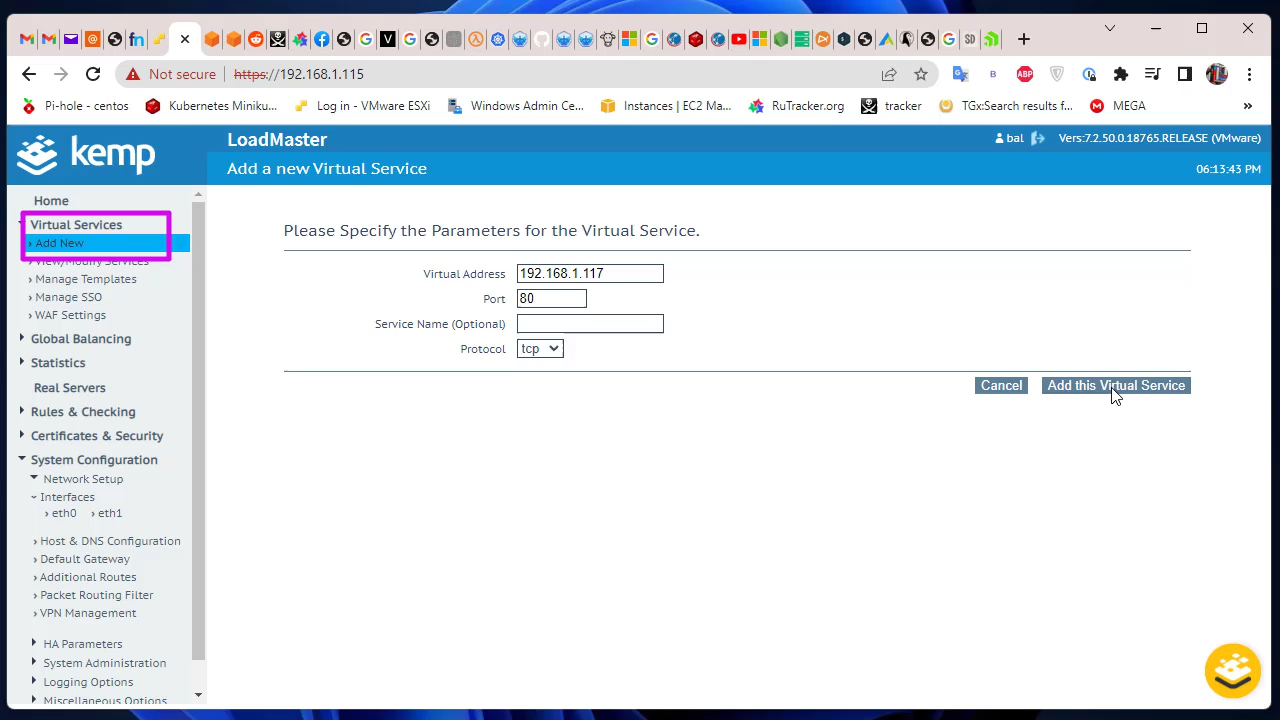 Not secure https://192.168.1.115
Pi-hole - centos Kubernetes Miniku... Log in - VMware ESXi Windows Admin Ce... Instances | EC2 Ma... RuTracker.org tracker TGx:Search results f... MEGA »
kemp
LoadMaster
bal Vers:7.2.50.0.18765.RELEASE (VMware)
Add a new Virtual Service
06:13:43 PM
Home
Virtual Services
Add New
View/Modify Services
Manage Templates
Manage SSO
WAF Settings
Global Balancing
Statistics
Real Servers
Rules & Checking
Certificates & Security
System Configuration
Network Setup
Interfaces
eth0 eth1
Host & DNS Configuration
Default Gateway
Additional Routes
Packet Routing Filter
VPN Management
HA Parameters
System Administration
Logging Options
Miscellaneous Options
Please Specify the Parameters for the Virtual Service.
Virtual Address 192.168.1.117
Port 80
Service Name (Optional)
Protocol tcp
Cancel Add this Virtual Service